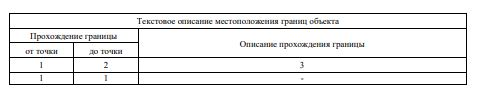 Текстовое описание местоположения границ объекта
Прохождение границы
Описание прохождения границы
от точки до точки
1 2 3
1 1 -